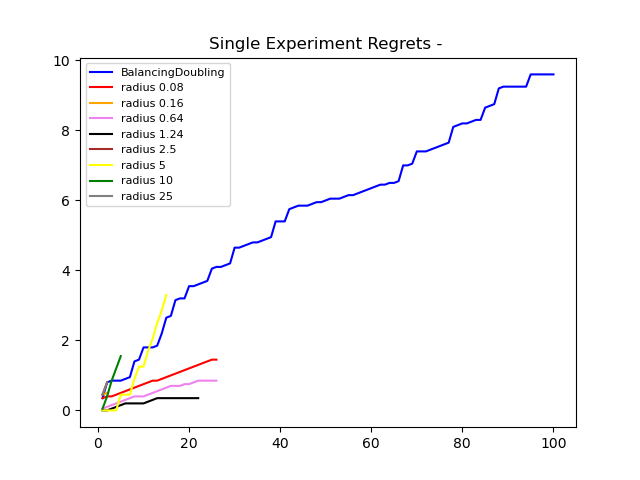 Single Experiment Regrets -
BalancingDoubling
radius 0.08
radius 0.16
radius 0.64
radius 1.24
radius 2.5
radius 5
radius 10
radius 25
10
8
6
4
2
0
0 20 40 60 80 100